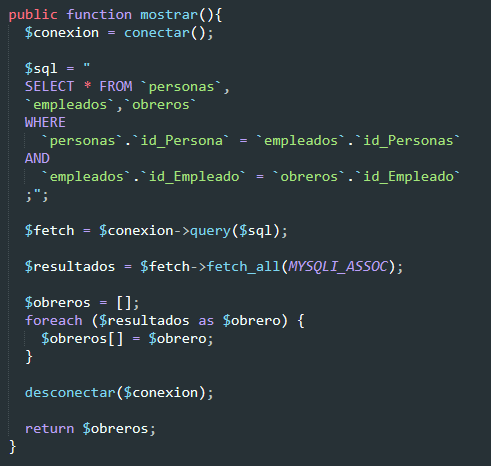 public function mostrar(){
  $conexion = conectar();

  $sql = "
  SELECT * FROM `personas`,
  `empleados`,`obreros`
  WHERE
    `personas`.`id_Persona` = `empleados`.`id_Personas`
  AND
    `empleados`.`id_Empleado` = `obreros`.`id_Empleado`
  ;";

  $fetch = $conexion->query($sql);

  $resultados = $fetch->fetch_all(MYSQLI_ASSOC);

  $obreros = [];
  foreach ($resultados as $obrero) {
    $obreros[] = $obrero;
  }

  desconectar($conexion);

  return $obreros;
}